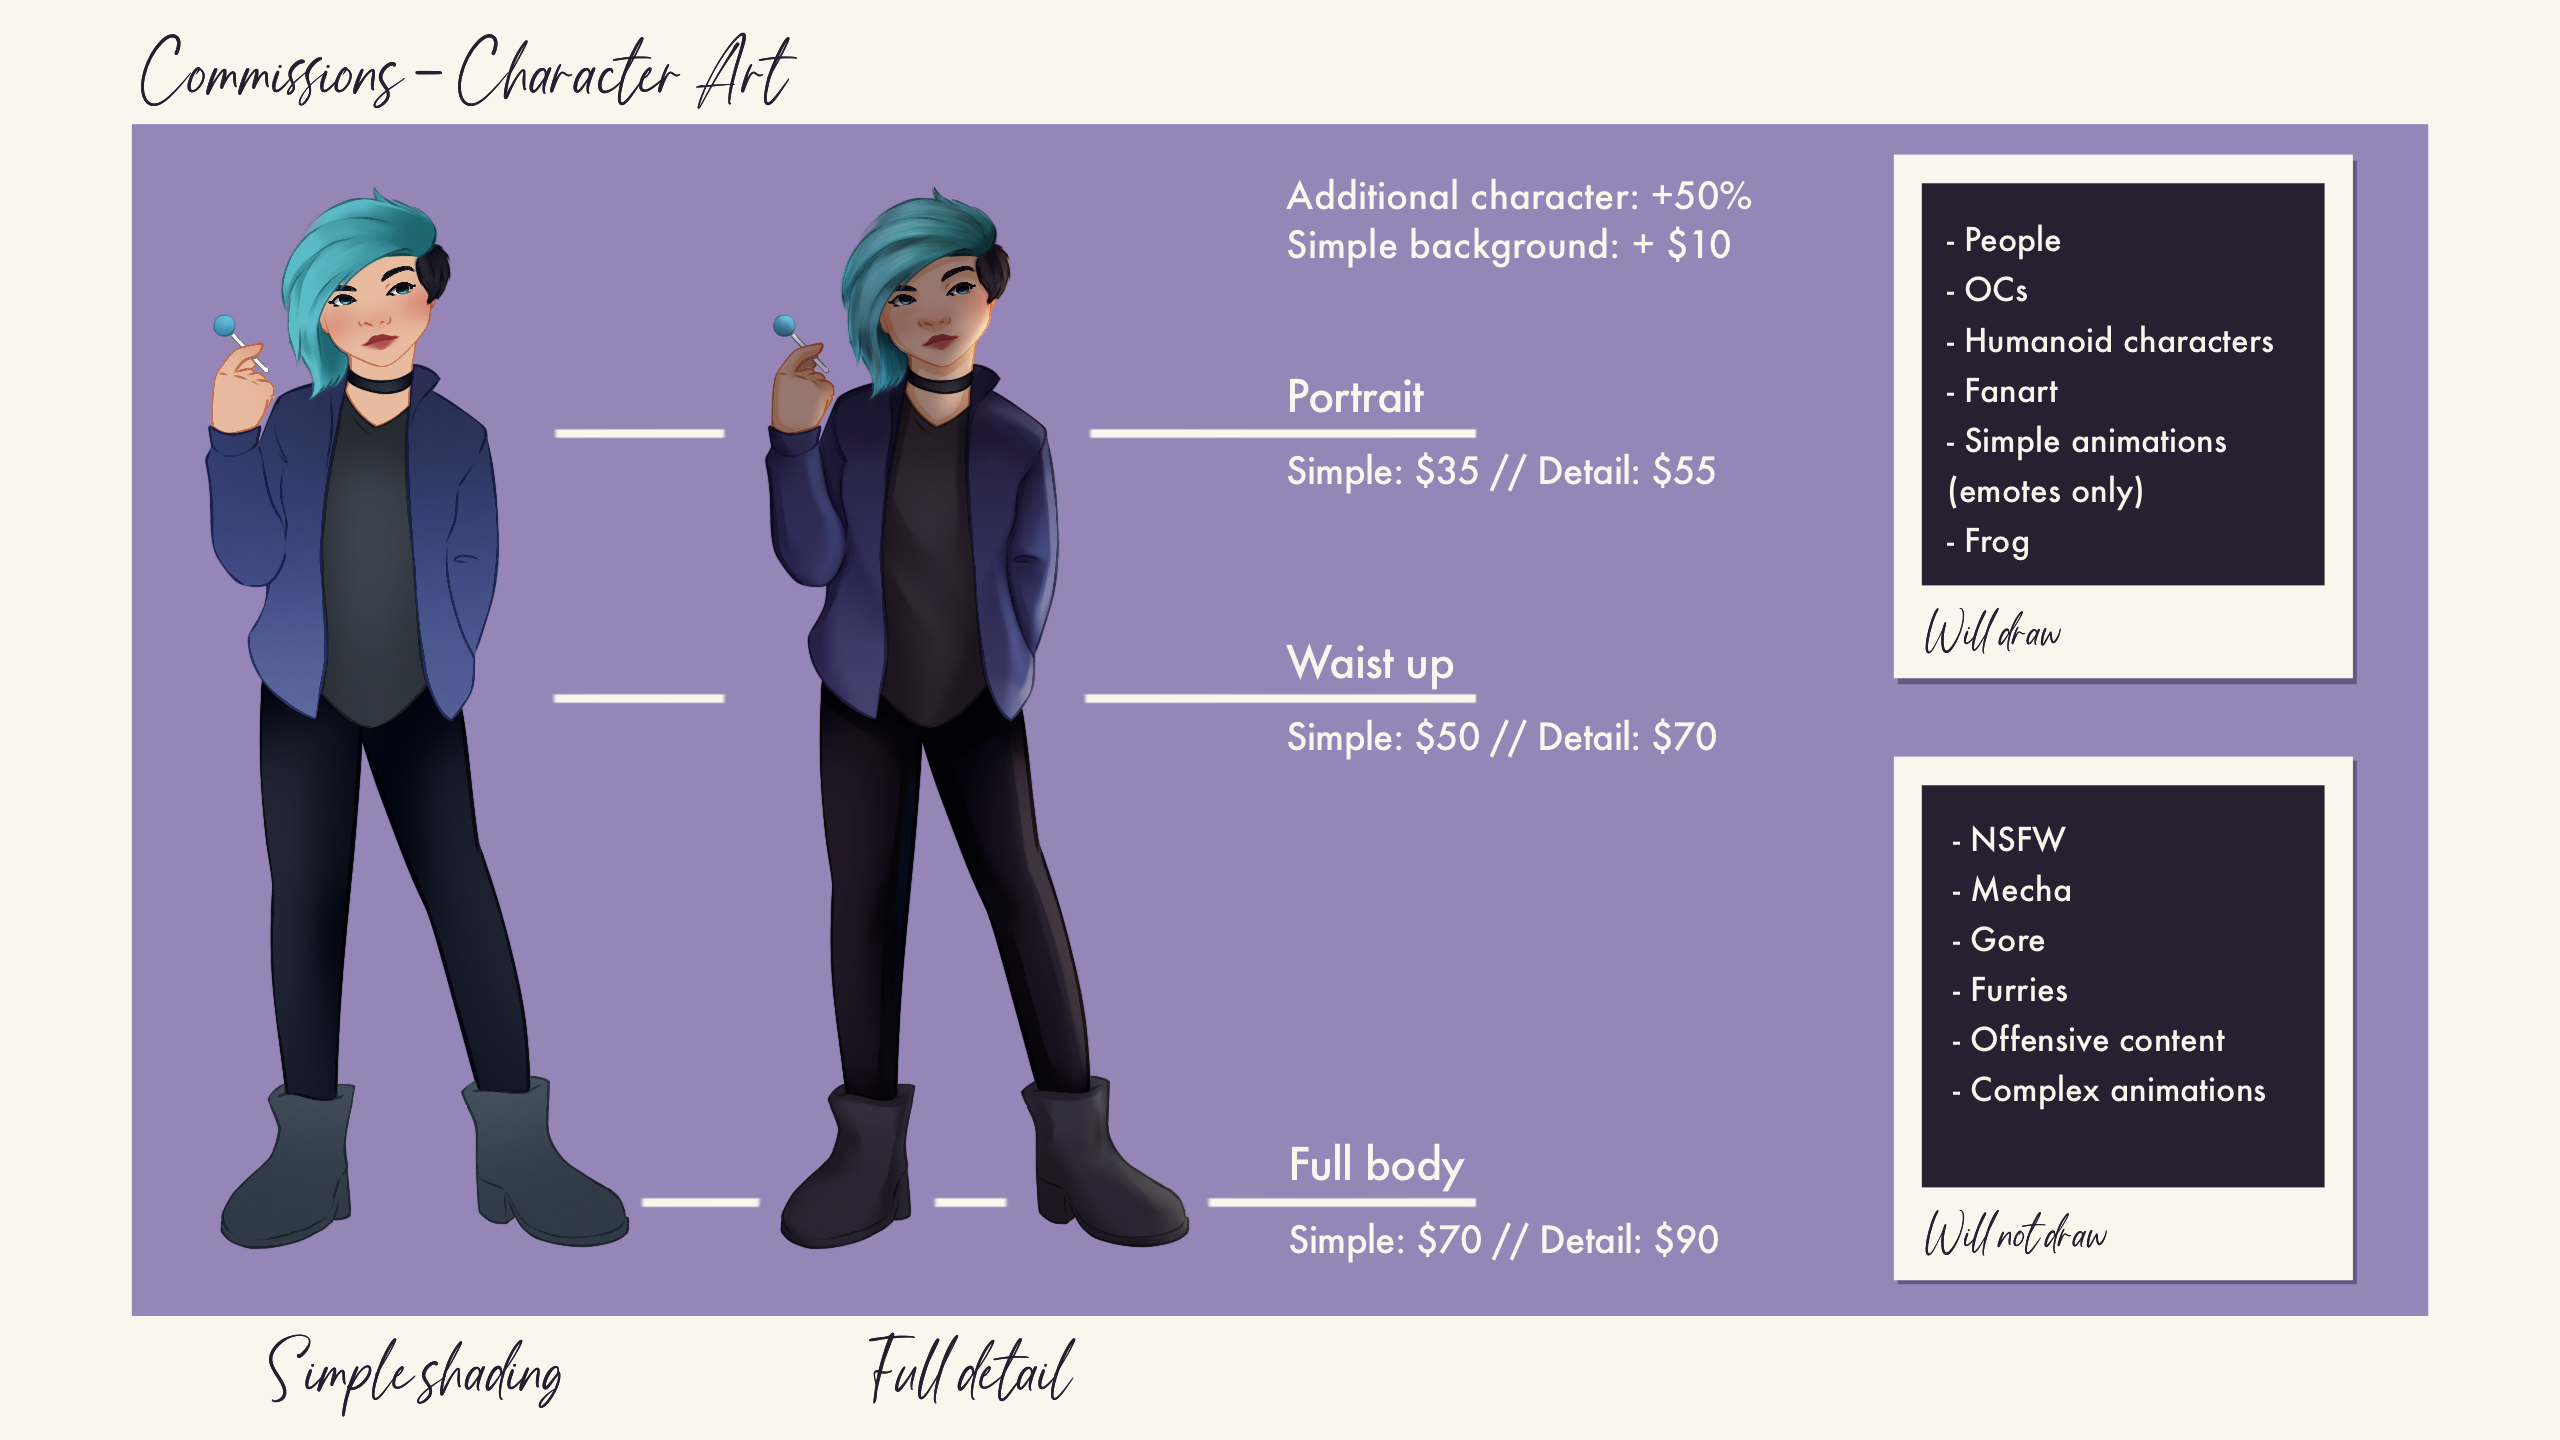 Commissions – Character Art
Additional character: +50%
Simple background: + $10
Portrait
Simple: $35 // Detail: $55
Waist up
Simple: $50 // Detail: $70
Full body
Simple: $70 // Detail: $90
- People
- OCs
- Humanoid characters
- Fanart
- Simple animations
(emotes only)
- Frog
Will draw
- NSFW
- Mecha
- Gore
- Furries
- Offensive content
- Complex animations
Will not draw
Simple shading
Full detail